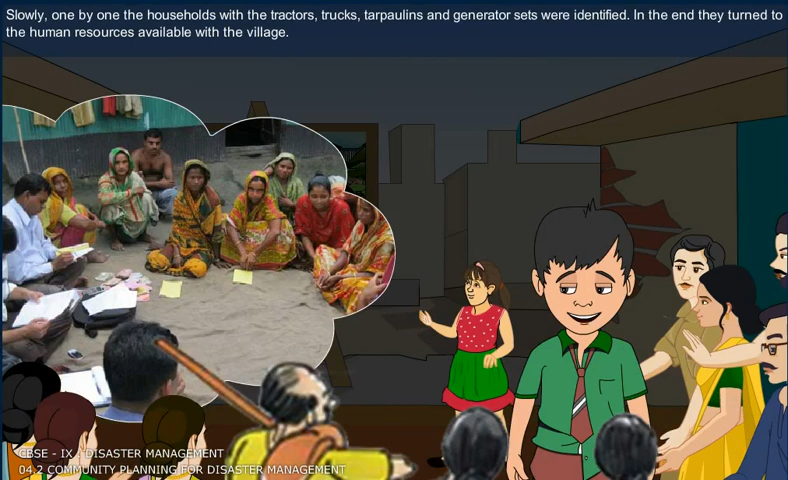 Slowly, one by one the households with the tractors, trucks, tarpaulins and generator sets were identified. In the end they turned to
the human resources available with the village.
CBSE - IX : DISASTER MANAGEMENT
04.2 COMMUNITY PLANNING FOR DISASTER MANAGEMENT